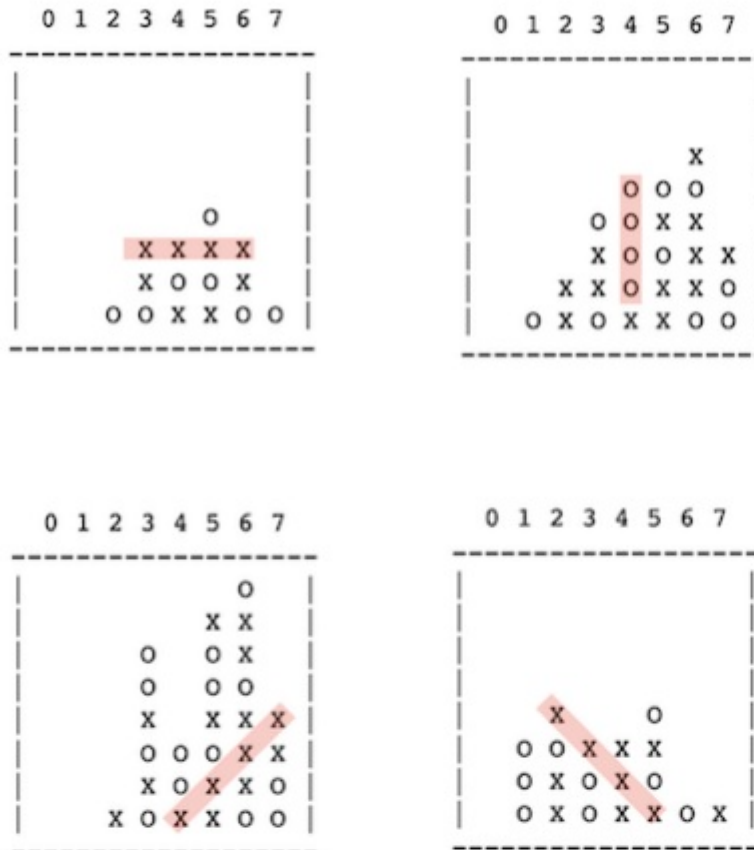 0 1 2 3 4 5 6 7
O
X X X X
X O O X
O O X X O O
0 1 2 3 4 5 6 7
X
O O O
O O X X
X O O X X
X X O X X O
O X O X X O O
0 1 2 3 4 5 6 7
O
X X
O O X
O O O
X X X X
O O O X X
X O X X O
X O X X O O
0 1 2 3 4 5 6 7
X O
O O X X X
O X O X O
O X O X X O X